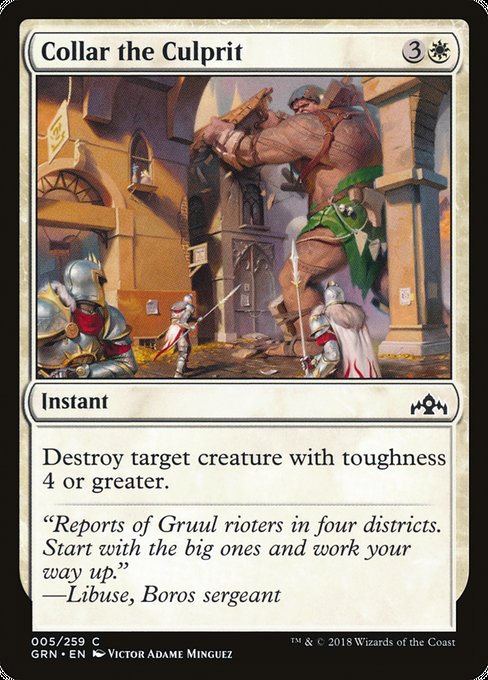 Collar the Culprit 3
Instant
Destroy target creature with toughness
4 or greater.
“Reports of Gruul rioters in four districts.
Start with the big ones and work your
way up.”
—Libuse, Boros sergeant
005/259 C
GRN • EN Victor Adame Minguez
™ & © 2018 Wizards of the Coast